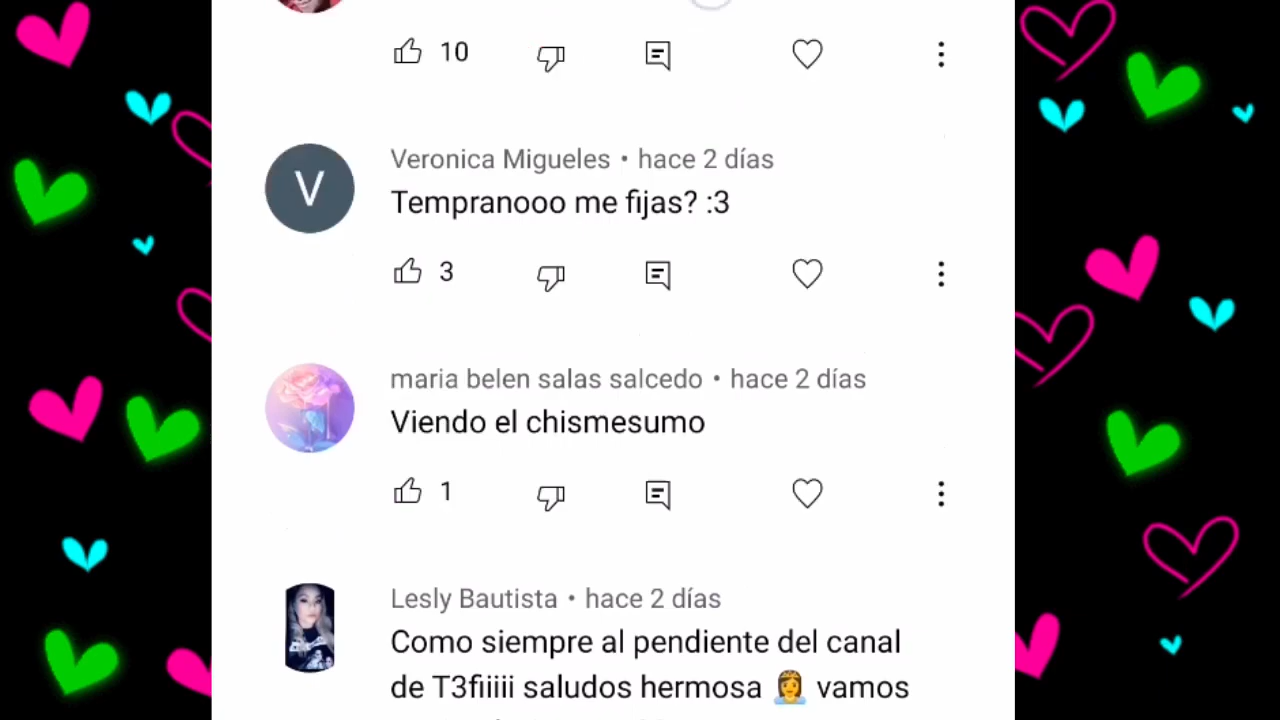 10
Veronica Migueles • hace 2 días
V
Tempranooo me fijas? :3
3
maria belen salas salcedo • hace 2 días
Viendo el chismesumo
1
Lesly Bautista • hace 2 días
Como siempre al pendiente del canal
de T3fiiiii saludos hermosa 👸 vamos